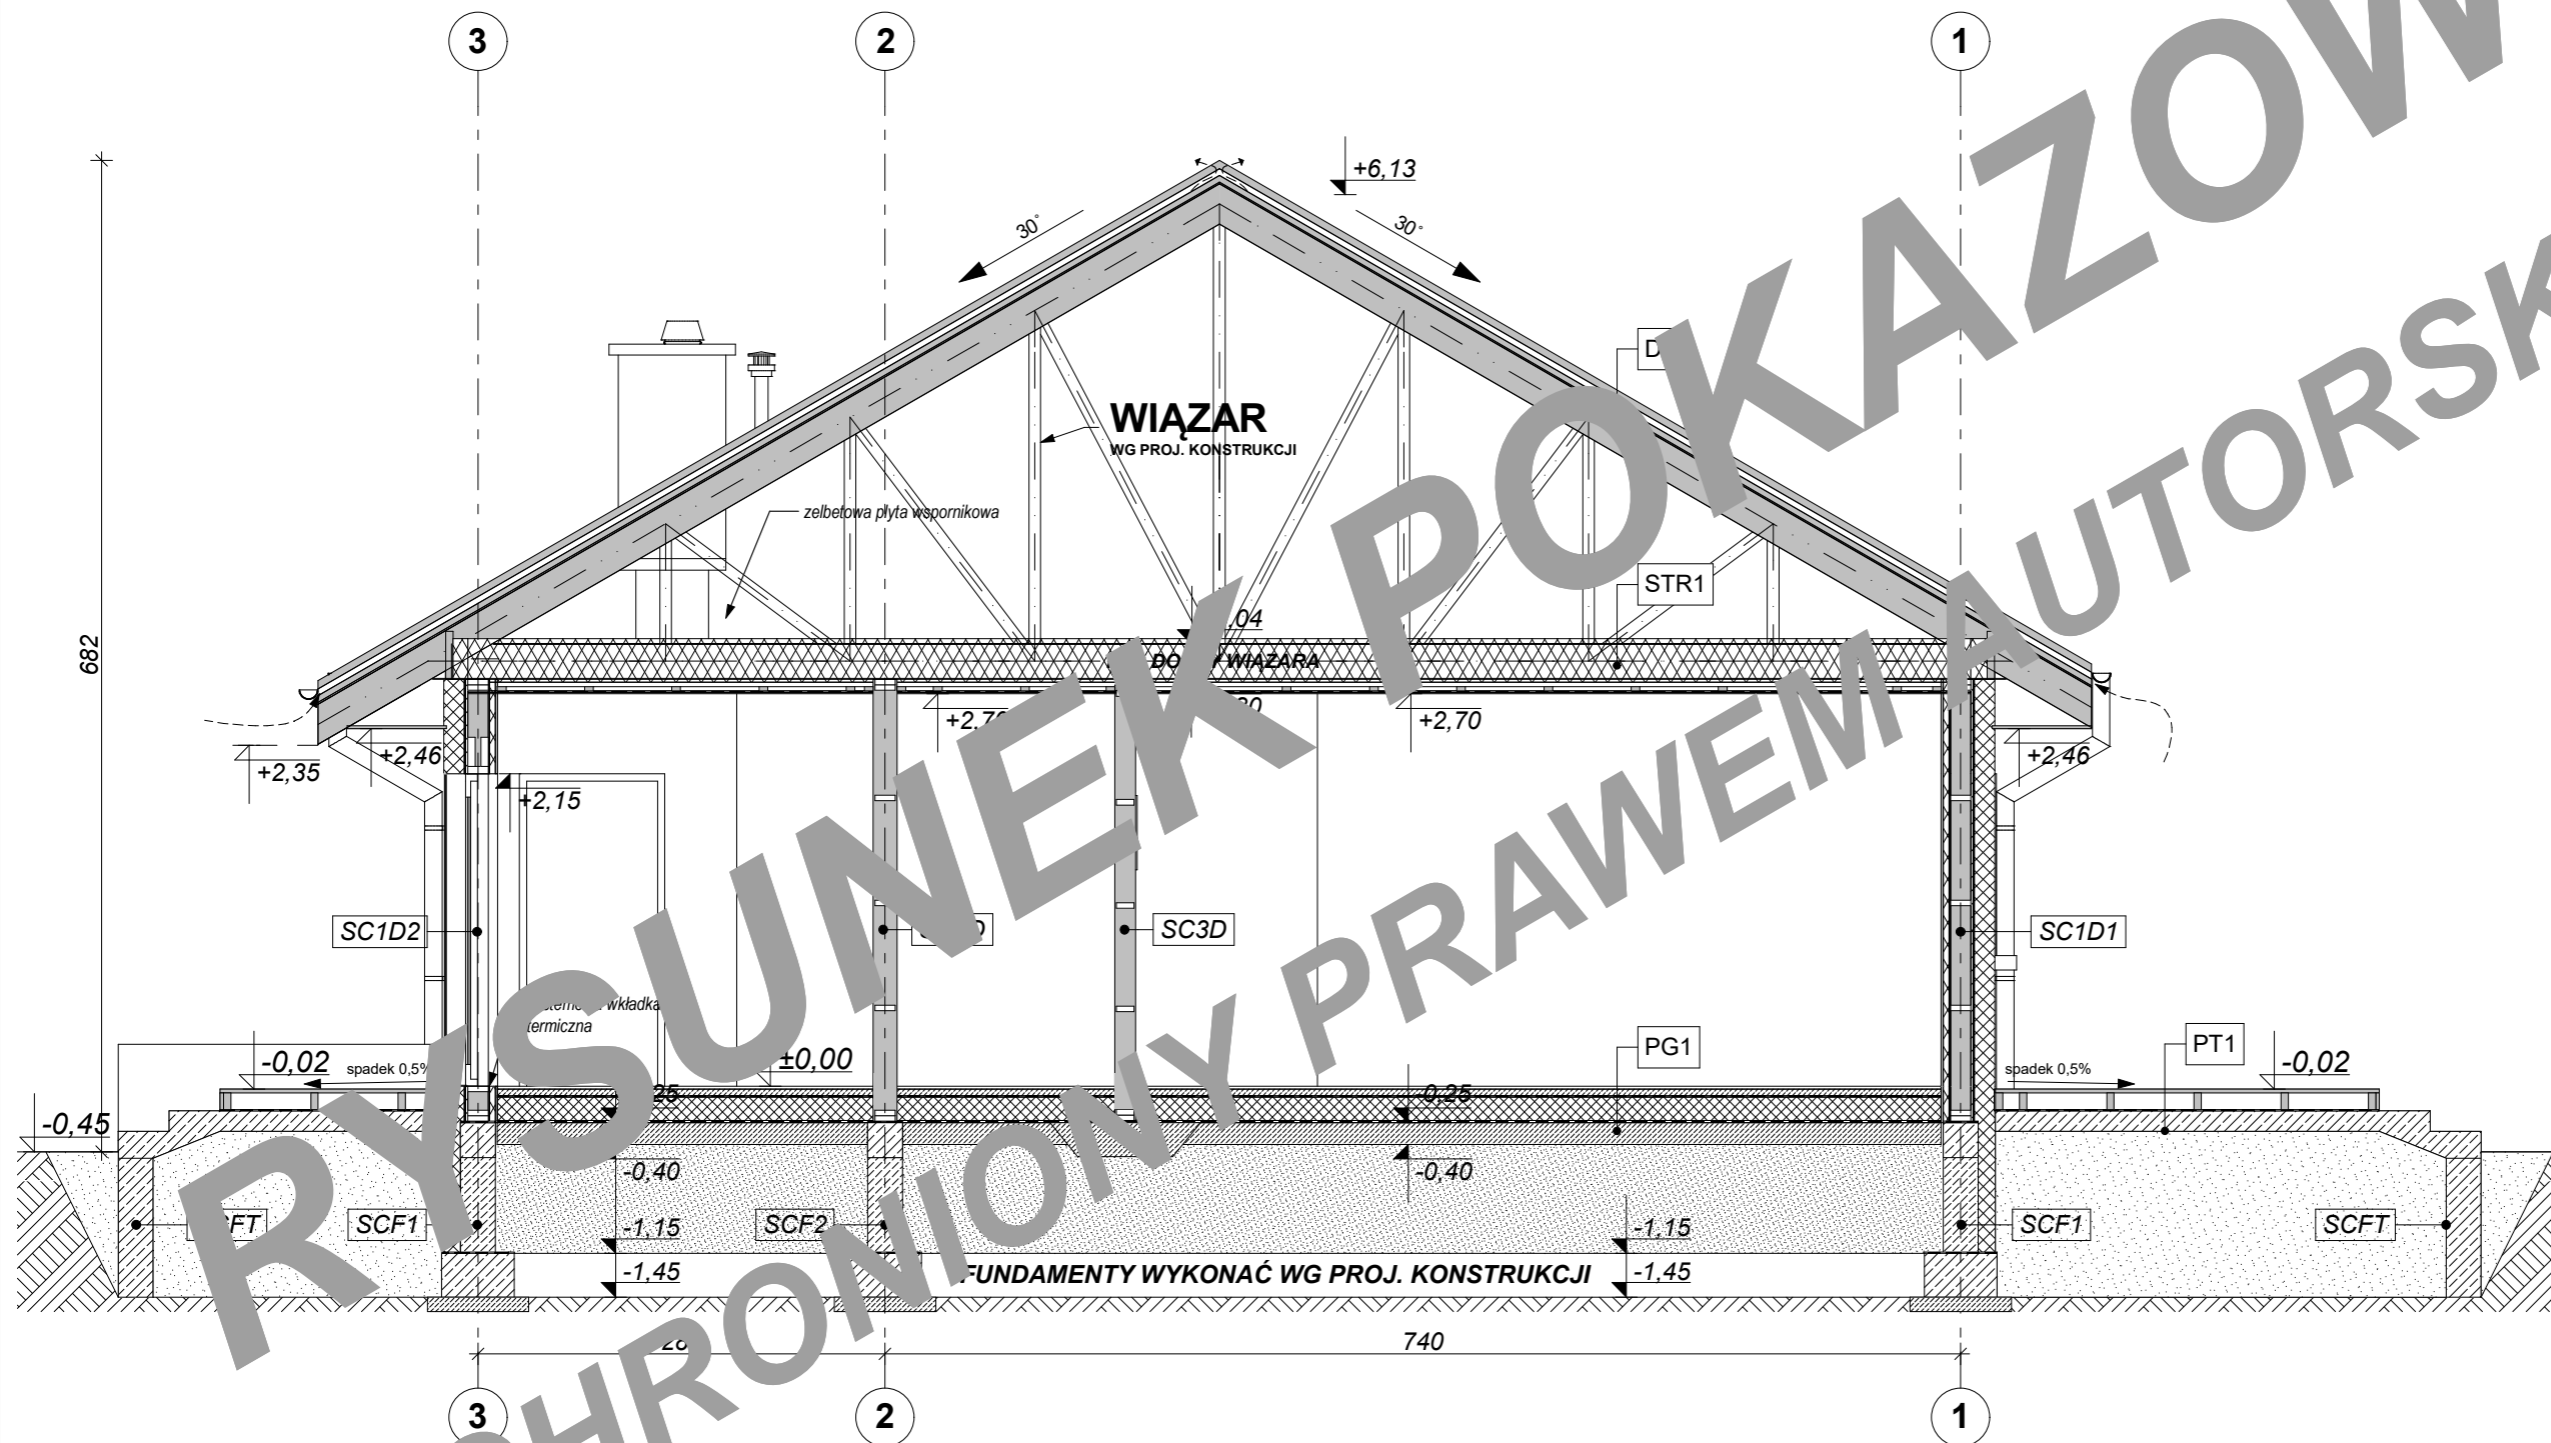 3
2
1
+6,13
30°
30°
WIĄZAR
WG PROJ. KONSTRUKCJI
zelbetowa płyta wspornikowa
STR1
682
WIĄZARA
+2,70
+2,46
+2,35
+2,46
+2,15
SC1D2
SC3D
SC1D1
wkładka
termiczna
PG1
PT1
-0,02
spadek 0,5%
±0,00
spadek 0,5%
-0,02
-0,45
-0,25
-0,40
-0,40
SCF1
SCF2
SCF1
SCFT
-1,15
-1,15
-1,45
-1,45
FUNDAMENTY WYKONAĆ WG PROJ. KONSTRUKCJI
740
3
2
1
RYSUNEK
PRAWEM